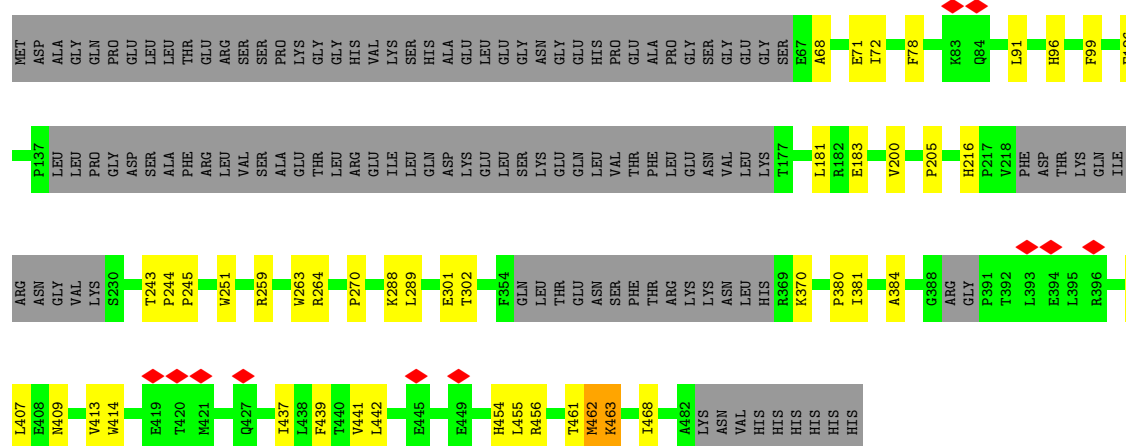 MET ASP ALA GLY GLN PRO GLU LEU LEU THR GLU ARG SER SER PRO LYS GLY GLY HIS VAL LYS SER HIS ALA GLU LEU GLU GLY ASN GLY GLU HIS PRO GLU ALA PRO GLY SER GLY GLU GLY SER E67 A68 E71 I72 F78 K83 Q84 L91 H96 F99
P137 LEU LEU PRO GLY ASP SER ALA PHE ARG LEU VAL SER ALA GLU THR LEU ARG GLU ILE LEU GLN ASP LYS GLU LEU SER LYS GLU GLN LEU VAL THR PHE LEU GLU ASN VAL LEU LYS T177 L181 R182 E183 V200 P205 H216 P217 V218 PHE ASP THR LYS GLN ILE
ARG ASN GLY VAL LYS S230 T243 P244 P245 W251 R259 W263 R264 P270 K288 L289 E301 T302 F354 GLN LEU THR GLU ASN SER PHE THR ARG LYS LYS ASN LEU HIS R369 K370 P380 I381 A384 G388 ARG GLY P391 T392 L393 E394 L395 R396
L407 E408 N409 V413 W414 E419 T420 M421 Q427 I437 L438 F439 T440 V441 L442 E445 E449 H454 L455 R456 T461 M462 K463 I468 A482 LYS ASN VAL HIS HIS HIS HIS HIS HIS